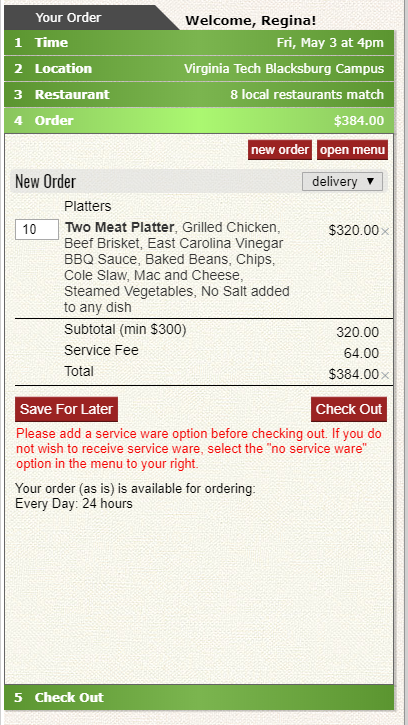 Your Order
Welcome, Regina!
1 Time Fri, May 3 at 4pm
2 Location Virginia Tech Blacksburg Campus
3 Restaurant 8 local restaurants match
4 Order $384.00
new order open menu
New Order delivery ▼
Platters
10 Two Meat Platter, Grilled Chicken, $320.00×
Beef Brisket, East Carolina Vinegar
BBQ Sauce, Baked Beans, Chips,
Cole Slaw, Mac and Cheese,
Steamed Vegetables, No Salt added
to any dish
Subtotal (min $300) 320.00
Service Fee 64.00
Total $384.00×
Save For Later Check Out
Please add a service ware option before checking out. If you do
not wish to receive service ware, select the "no service ware"
option in the menu to your right.
Your order (as is) is available for ordering:
Every Day: 24 hours
5 Check Out